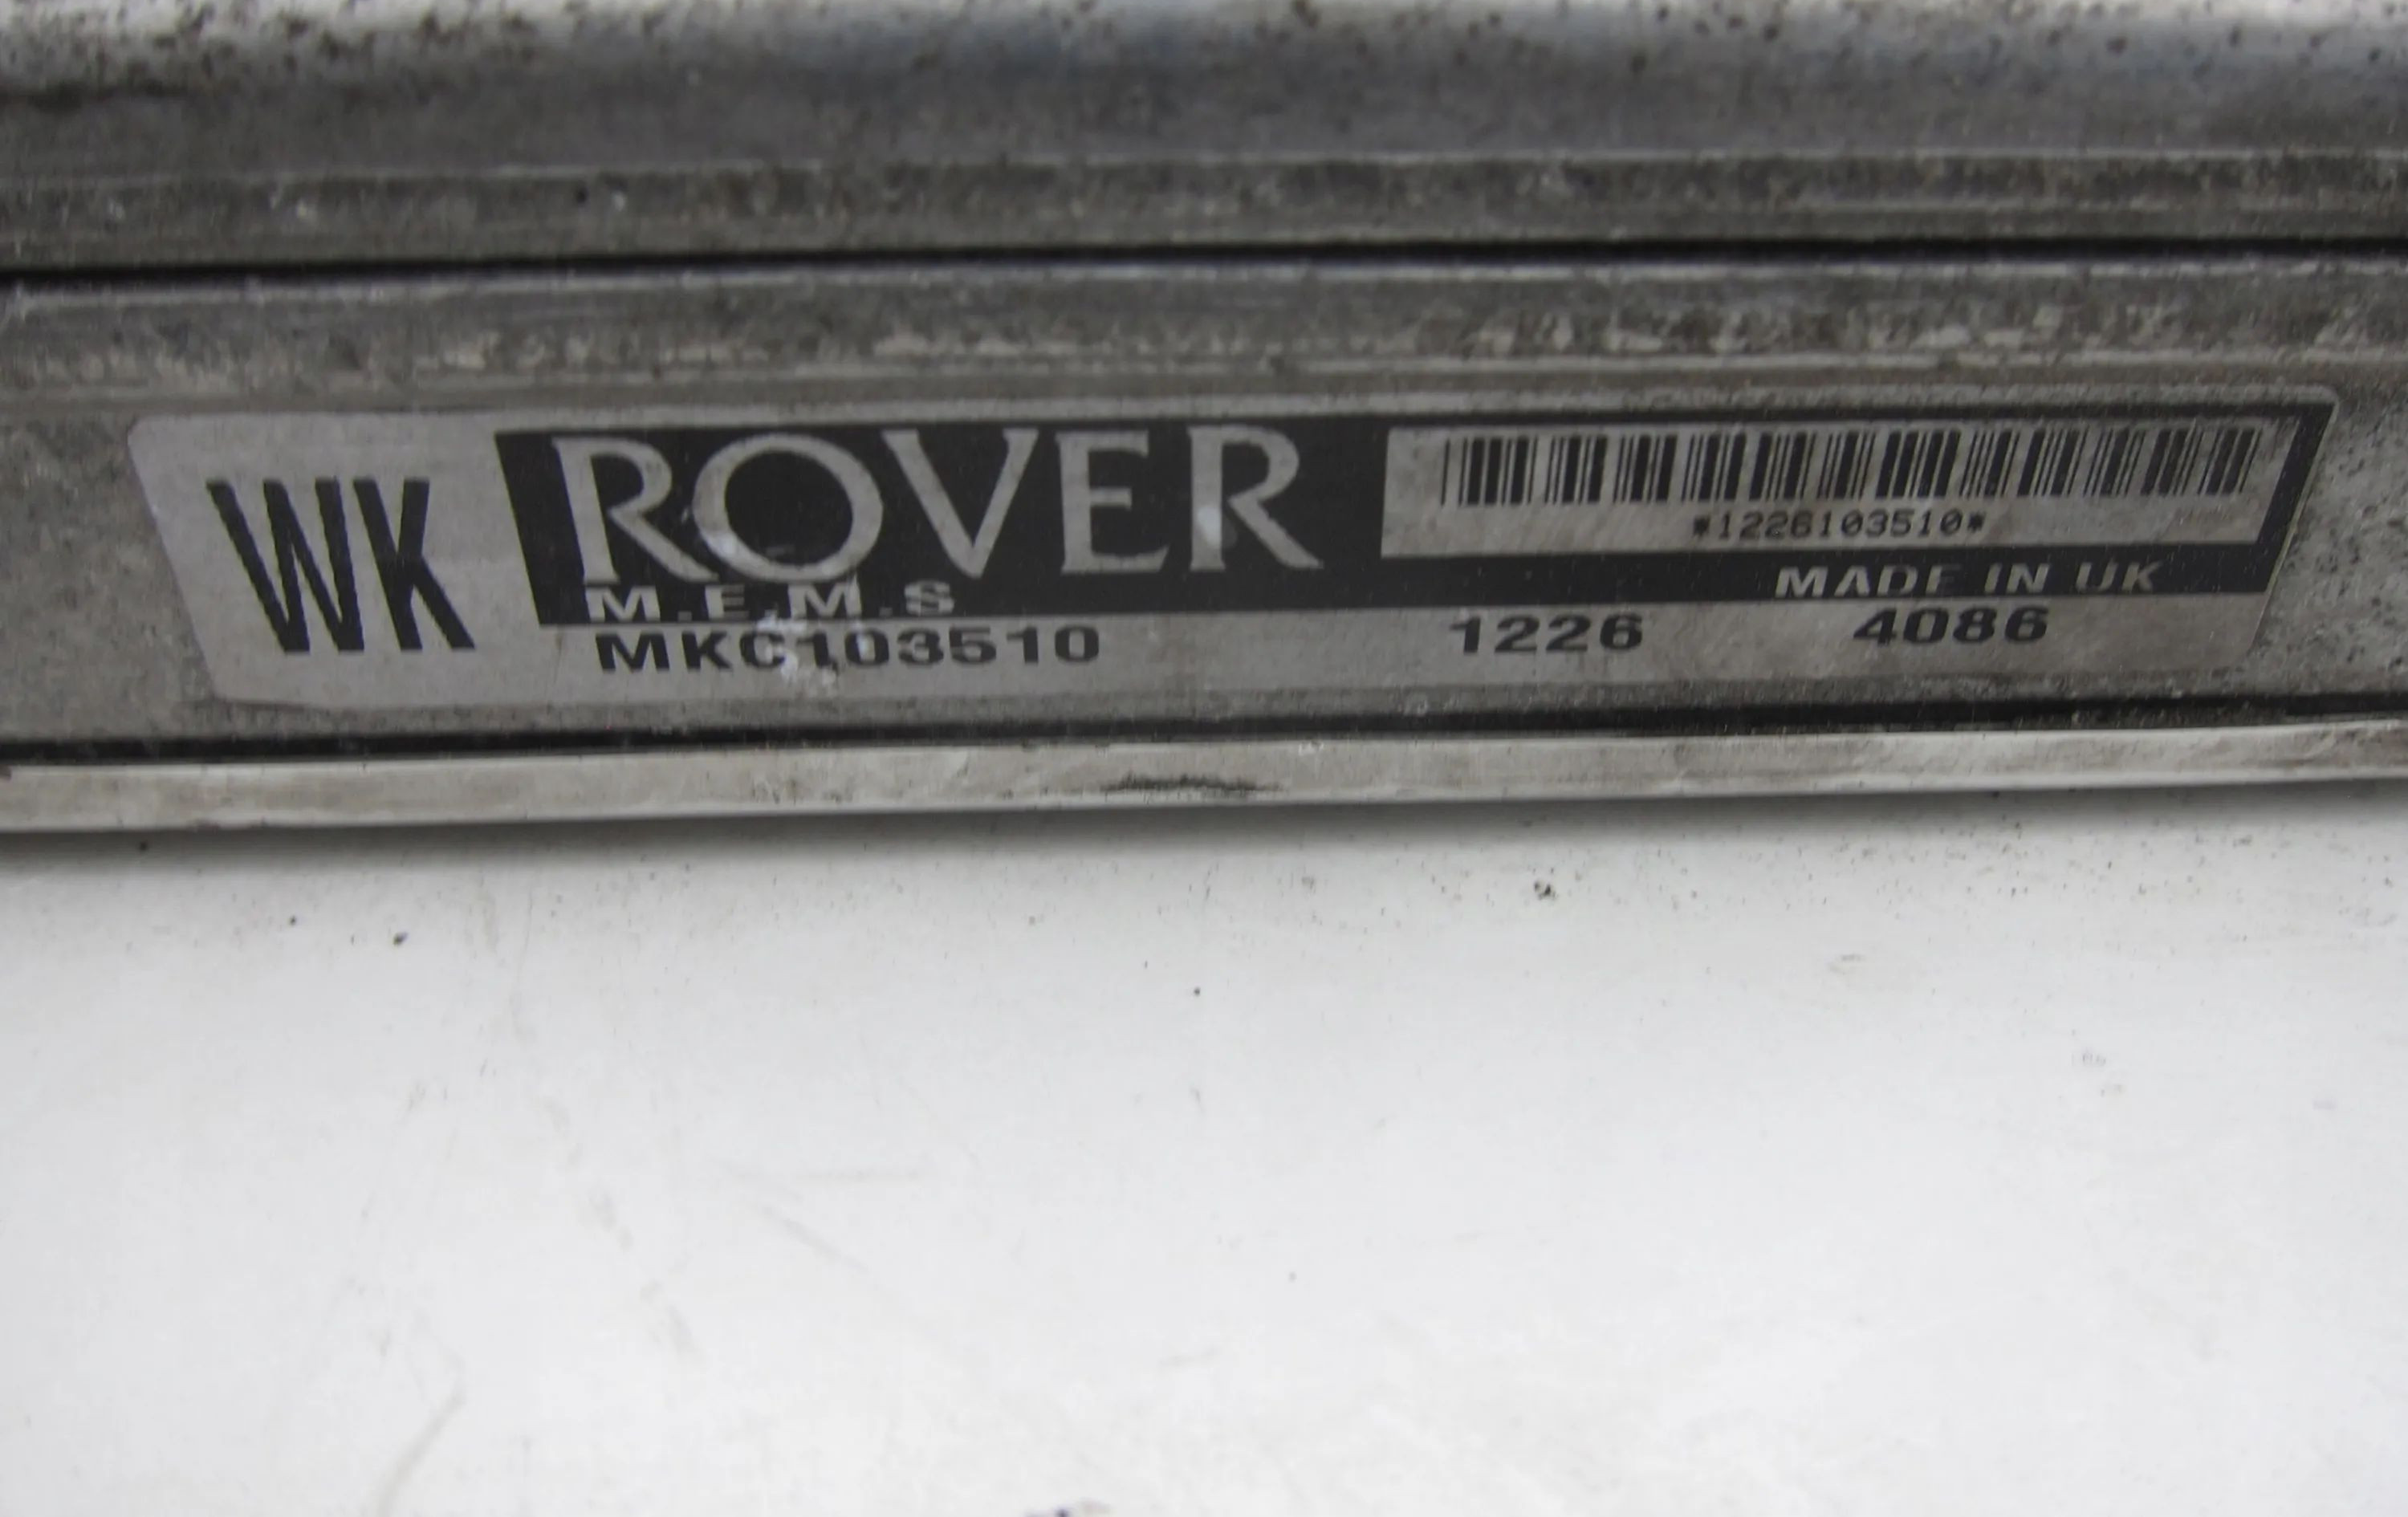 WK
ROVER
*1226103510*
M.E.M.S
MADE IN UK
MKC103510 1226 4086